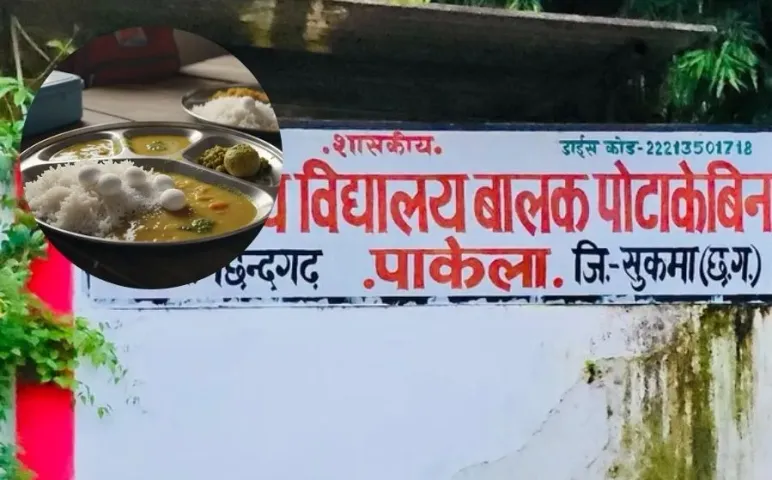 .शासकीय. डाईस कोड-22213501718
विद्यालय बालक पोटाकेबिन
छिन्दगढ़ .पाकेला. जि.-सुकमा(छ.ग.)